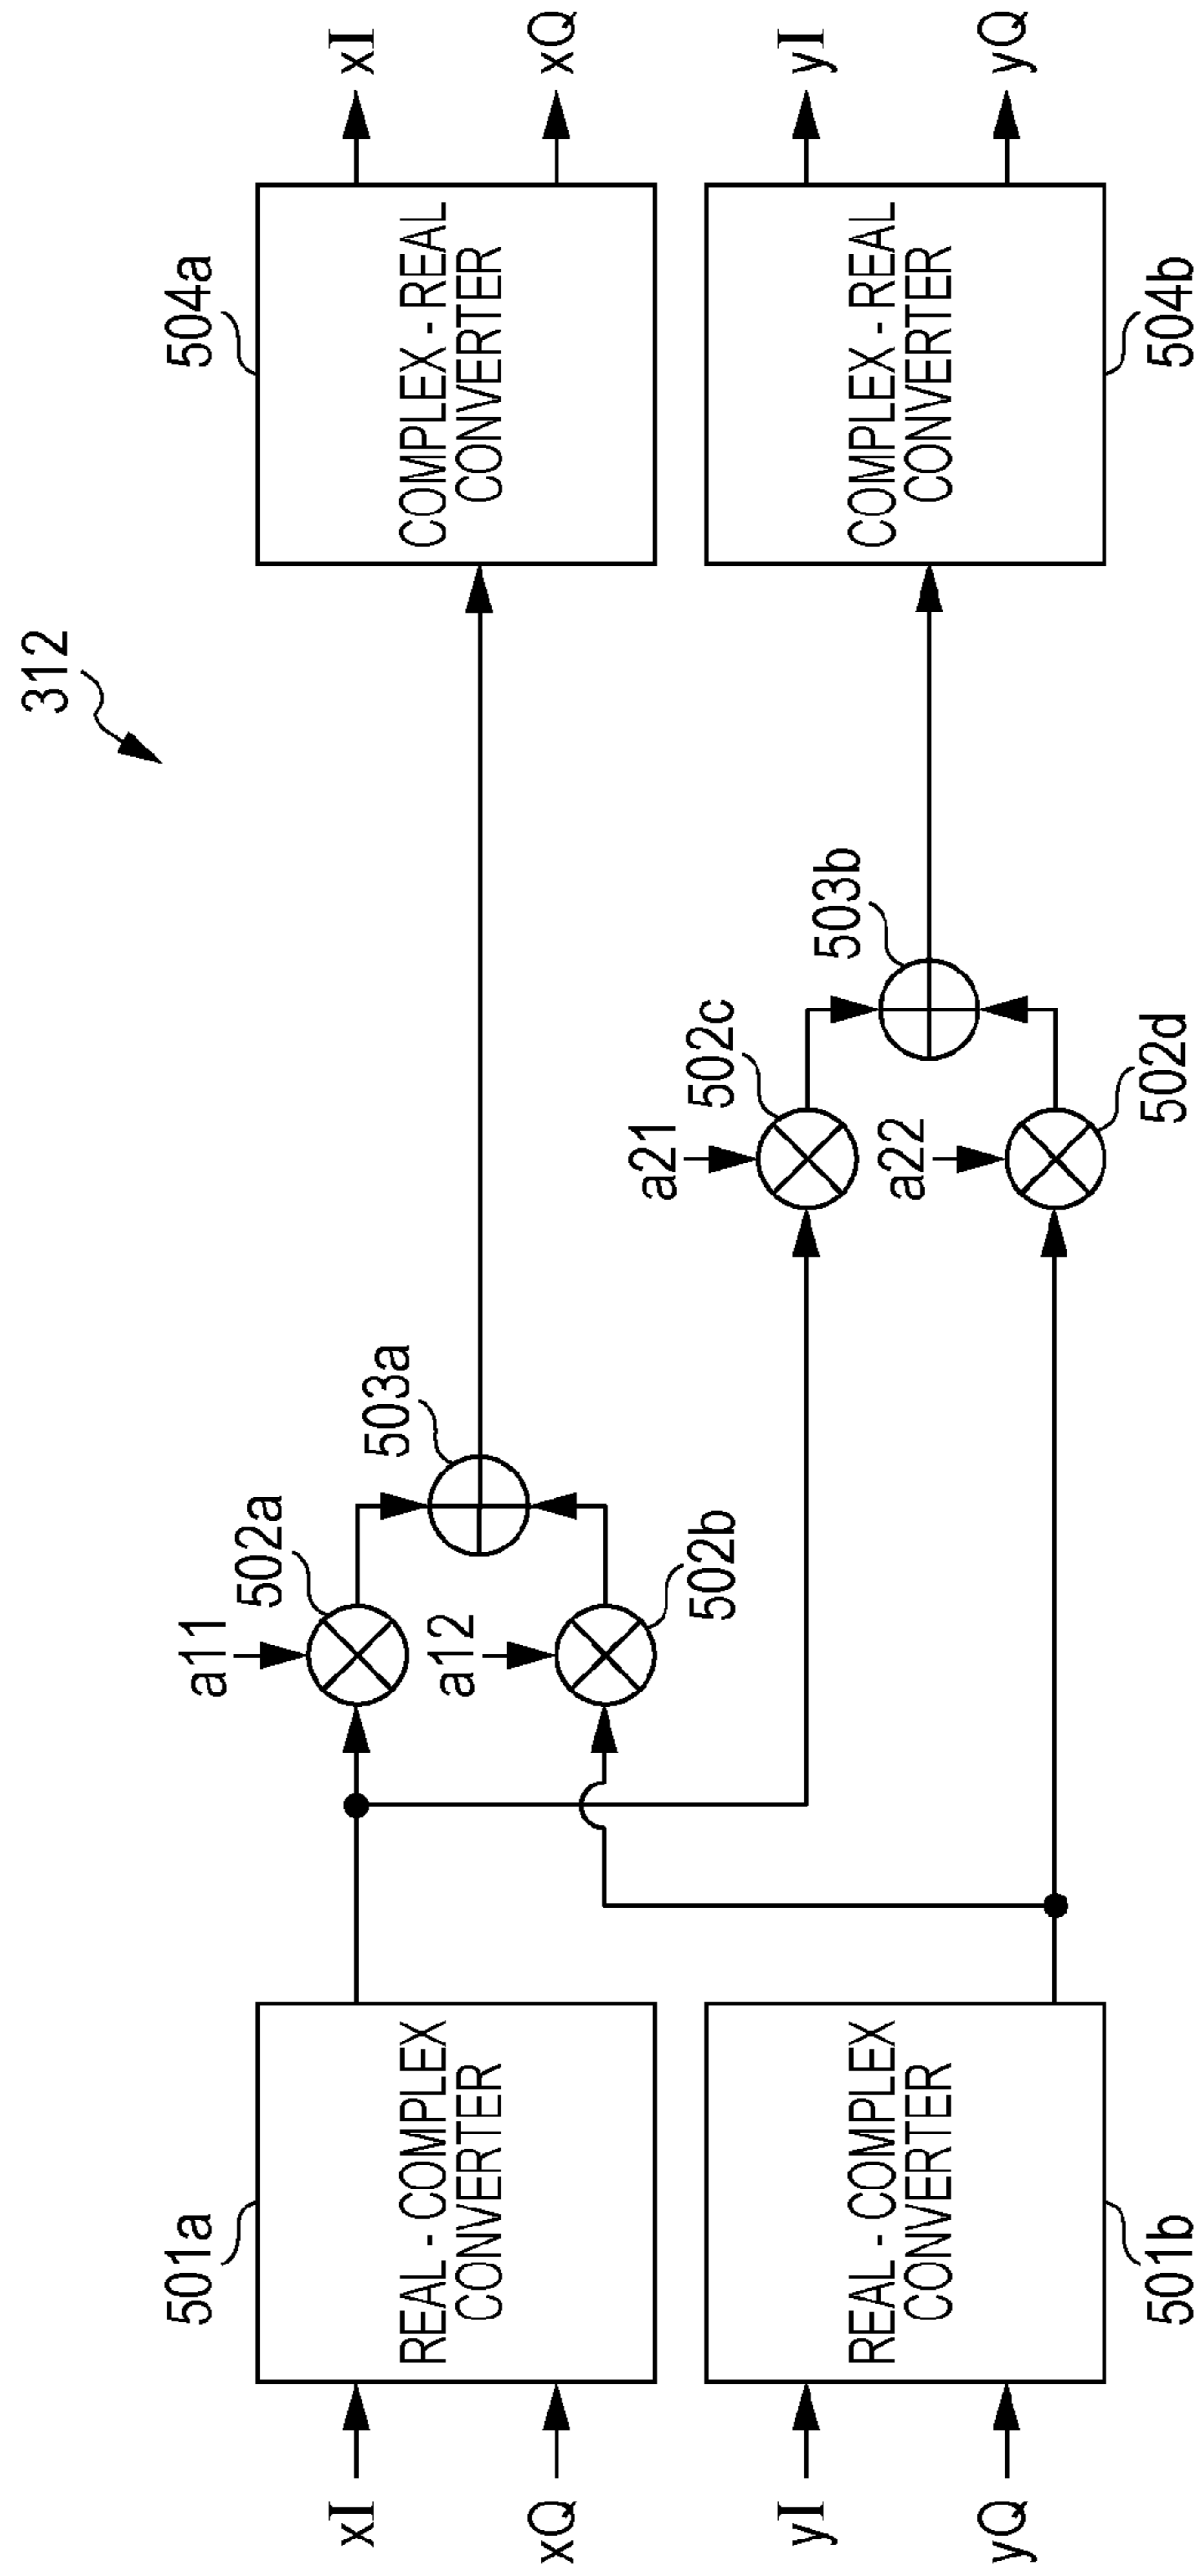 312
xI
xQ
yI
yQ
501a
REAL - COMPLEX
CONVERTER
501b
REAL - COMPLEX
CONVERTER
a11
502a
a12
502b
503a
a21
502c
a22
502d
503b
504a
COMPLEX - REAL
CONVERTER
504b
COMPLEX - REAL
CONVERTER
xI
xQ
yI
yQ